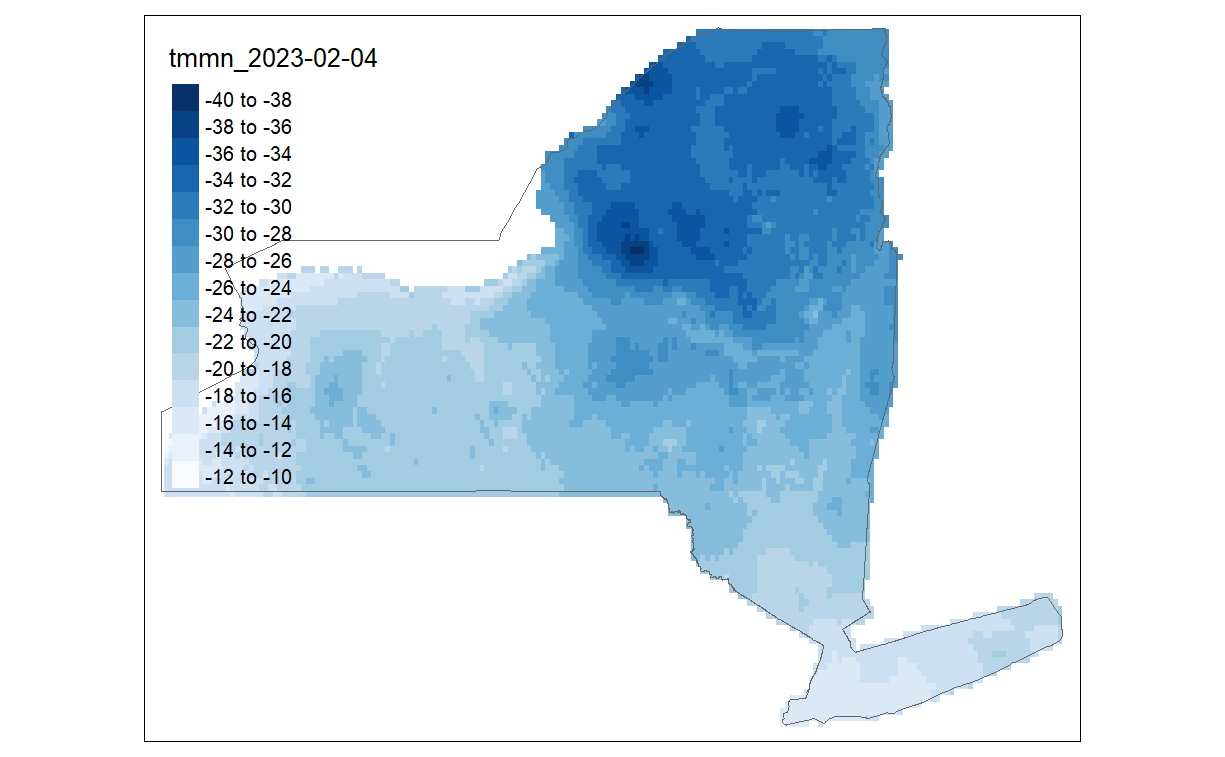 tmmn_2023-02-04
-40 to -38
-38 to -36
-36 to -34
-34 to -32
-32 to -30
-30 to -28
-28 to -26
-26 to -24
-24 to -22
-22 to -20
-20 to -18
-18 to -16
-16 to -14
-14 to -12
-12 to -10